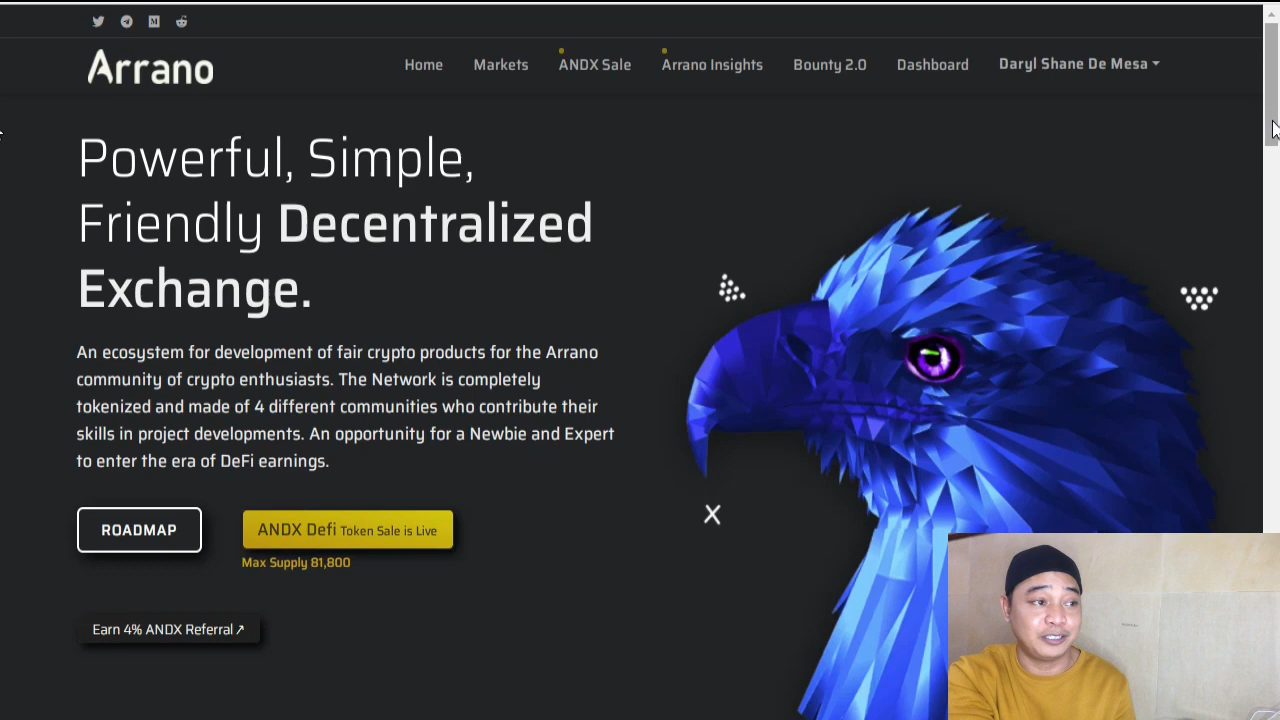 Arrano
Home Markets ANDX Sale Arrano Insights Bounty 2.0 Dashboard Daryl Shane De Mesa
Powerful, Simple,
Friendly Decentralized
Exchange.
An ecosystem for development of fair crypto products for the Arrano
community of crypto enthusiasts. The Network is completely
tokenized and made of 4 different communities who contribute their
skills in project developments. An opportunity for a Newbie and Expert
to enter the era of DeFi earnings.
ROADMAP
ANDX Defi Token Sale is Live
Max Supply 81,800
Earn 4% ANDX Referral↗